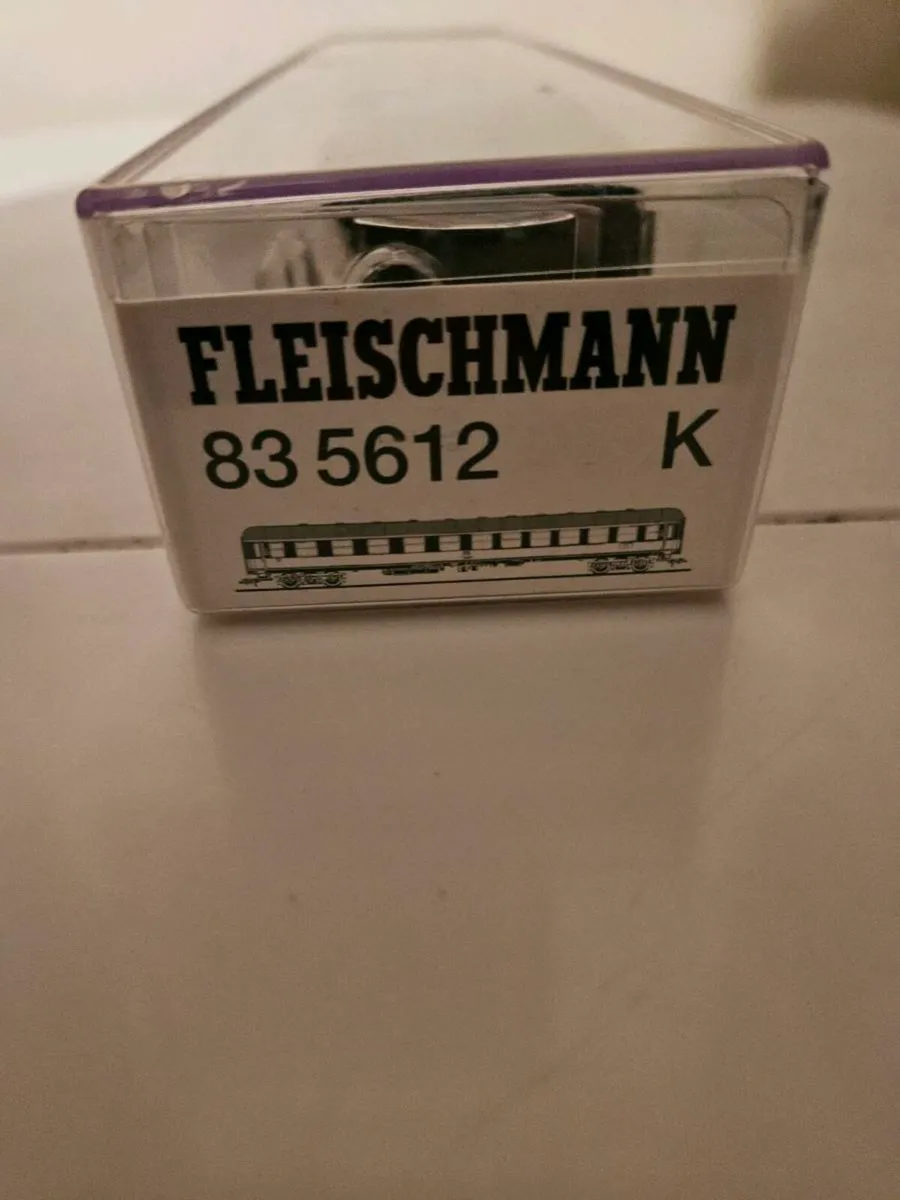 FLEISCHMANN
83 5612 K